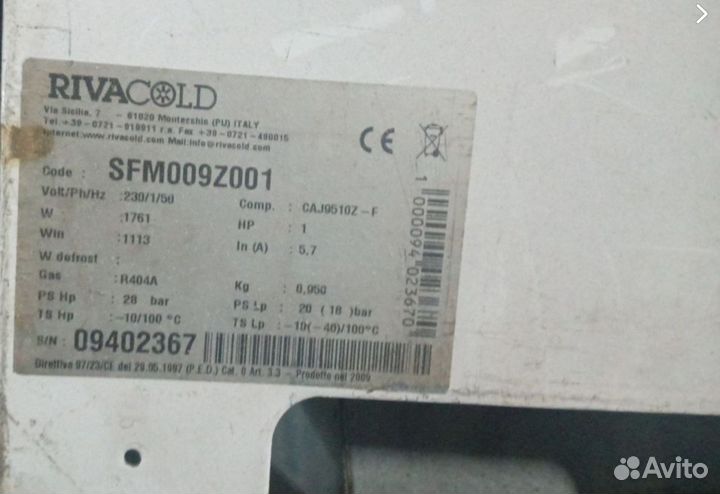 RIVACOLD
Via Sicilia, 7 - 61020 Montecchio (PU) ITALY
Tel. +39-0721-919911 r.a. Fax +39-0721-490015
Internet:www.rivacold.com Mail:info@rivacold.com
Code : SFM009Z001
Volt/Ph/Hz : 230/1/50 Comp. : CAJ9510Z-F
W : 1761 HP : 1
Win : 1113 In (A) : 5,7
W defrost :
Gas : R404A Kg : 0,950
PS Hp : 28 bar PS Lp : 20 (18)bar
TS Hp : -10/100 °C TS Lp : -10(-40)/100°C
S/N : 09402367
Direttiva 97/23/CE del 29.05.1997 (P.E.D.) Cat. 0 Art. 3.3 - Prodotto nel 2009
CE
1 000094 023670
Avito